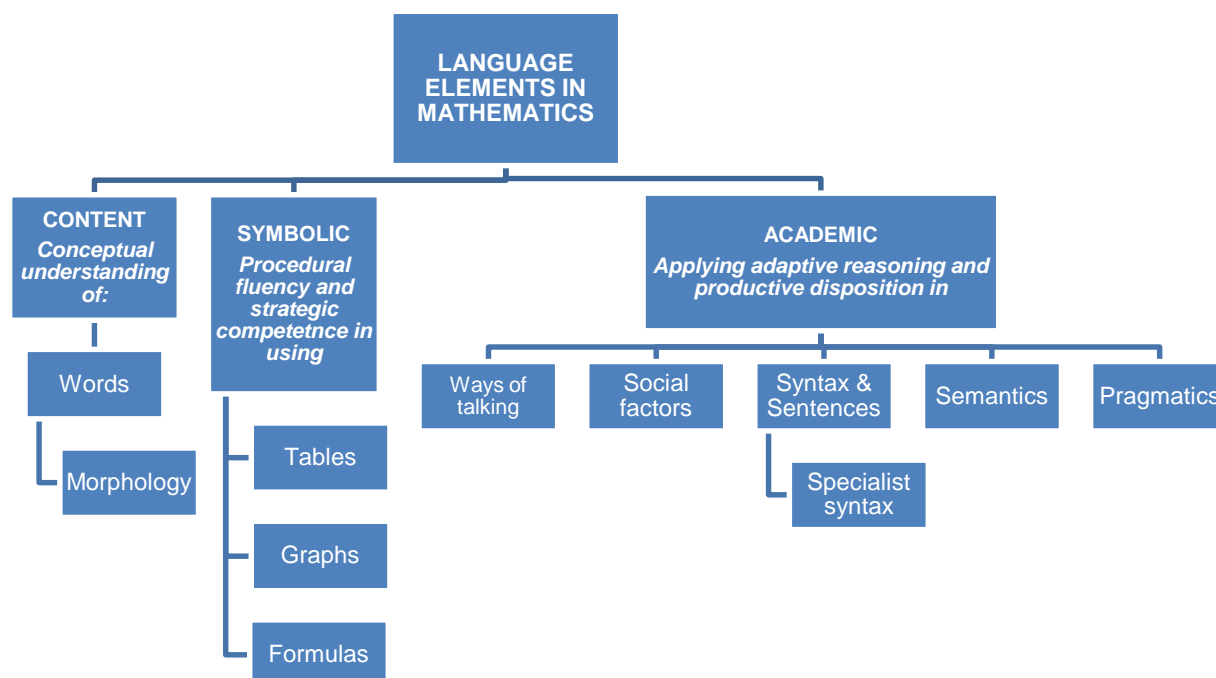 LANGUAGE
ELEMENTS IN
MATHEMATICS
CONTENT
Conceptual
understanding
of:
Words
Morphology
SYMBOLIC
Procedural
fluency and
strategic
competetnce in
using
Tables
Graphs
Formulas
ACADEMIC
Applying adaptive reasoning and
productive disposition in
Ways of
talking
Social
factors
Syntax &
Sentences
Specialist
syntax
Semantics
Pragmatics